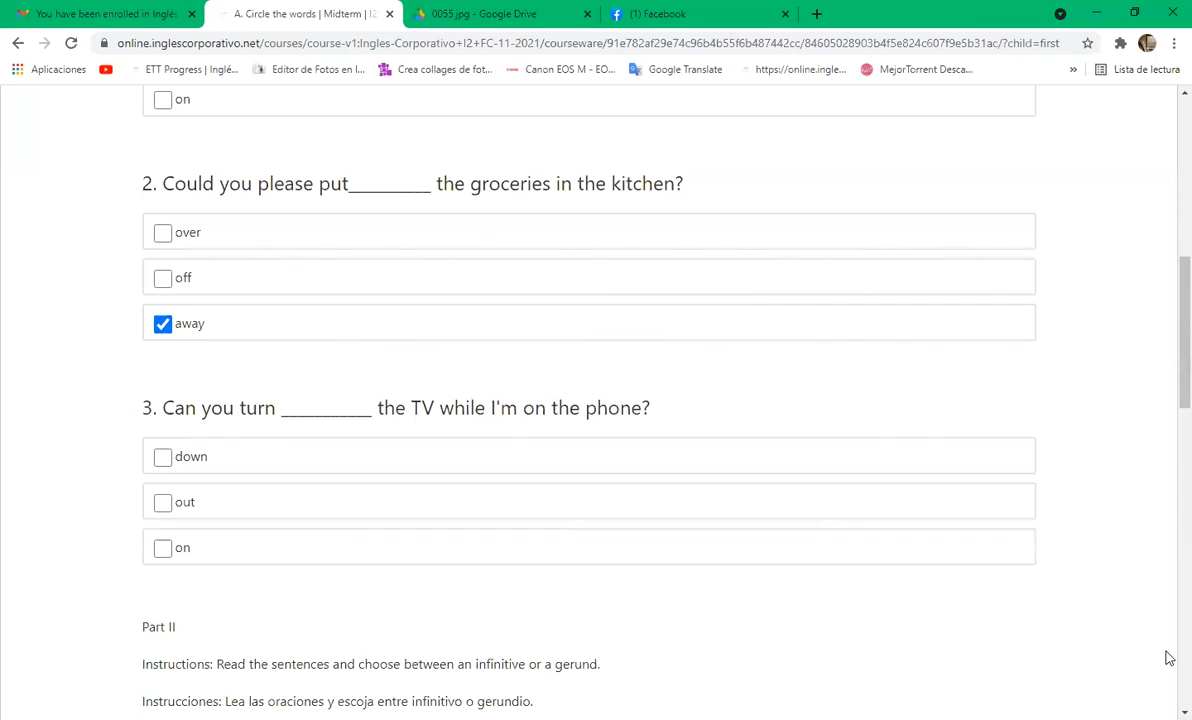 You have been enrolled in Inglés
A. Circle the words | Midterm | I2
0055.jpg - Google Drive
(1) Facebook
online.inglescorporativo.net/courses/course-v1:Ingles-Corporativo+I2+FC-11-2021/courseware/91e782af29e74c96b4b55f6b487442cc/84605028903b4f5e824c607f9e5b31ac/?child=first
Aplicaciones
ETT Progress | Inglé...
Editor de Fotos en l...
Crea collages de fot...
Canon EOS M - EO...
Google Translate
https://online.ingle...
MejorTorrent Desca...
»
Lista de lectura
on
2. Could you please put_________ the groceries in the kitchen?
over
off
away
3. Can you turn __________ the TV while I'm on the phone?
down
out
on
Part II
Instructions: Read the sentences and choose between an infinitive or a gerund.
Instrucciones: Lea las oraciones y escoja entre infinitivo o gerundio.